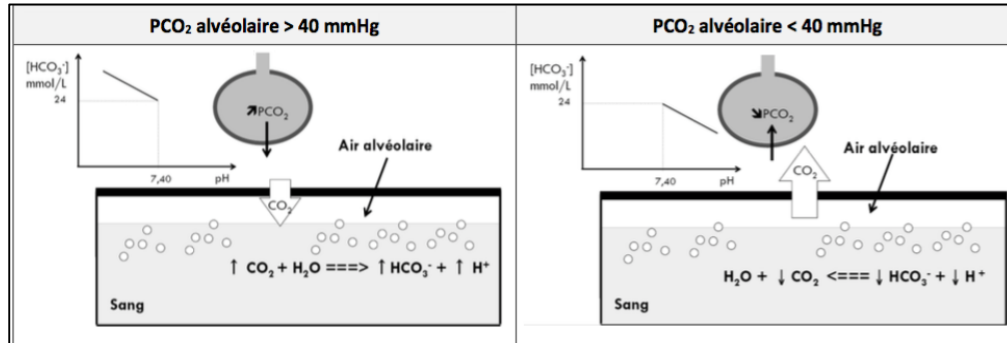 PCO₂ alvéolaire > 40 mmHg
[HCO₃⁻]
mmol/L
24
7,40
pH
↗PCO₂
Air alvéolaire
CO₂
↑ CO₂ + H₂O ===> ↑ HCO₃⁻ + ↑ H⁺
Sang
PCO₂ alvéolaire < 40 mmHg
[HCO₃⁻]
mmol/L
24
7,40
pH
↘PCO₂
Air alvéolaire
CO₂
H₂O + ↓ CO₂ <=== ↓ HCO₃⁻ + ↓ H⁺
Sang